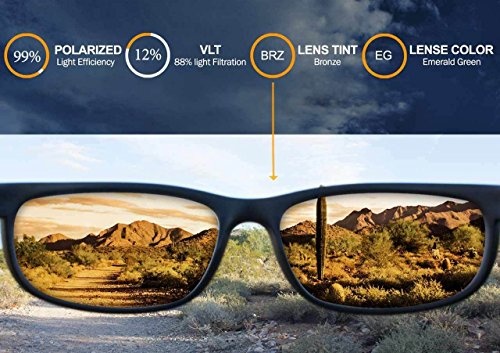 99%
POLARIZED
Light Efficiency
12%
VLT
88% light Filtration
BRZ
LENS TINT
Bronze
EG
LENSE COLOR
Emerald Green